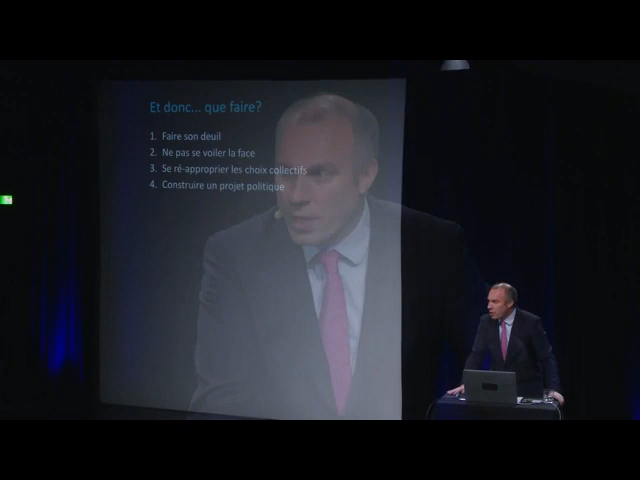 Et donc... que faire?
1. Faire son deuil
2. Ne pas se voiler la face
3. Se ré-approprier les choix collectifs
4. Construire un projet politique